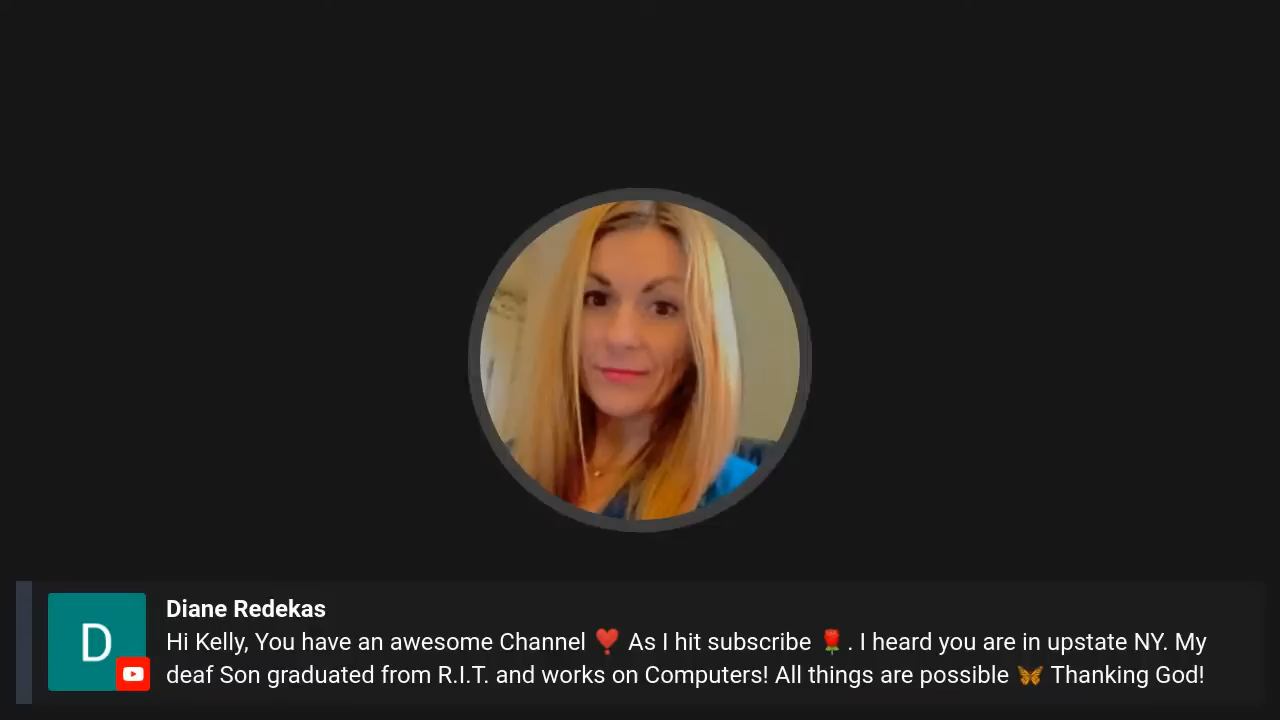 D
Diane Redekas
Hi Kelly, You have an awesome Channel ❣️ As I hit subscribe 🌹. I heard you are in upstate NY. My
deaf Son graduated from R.I.T. and works on Computers! All things are possible 🦋 Thanking God!